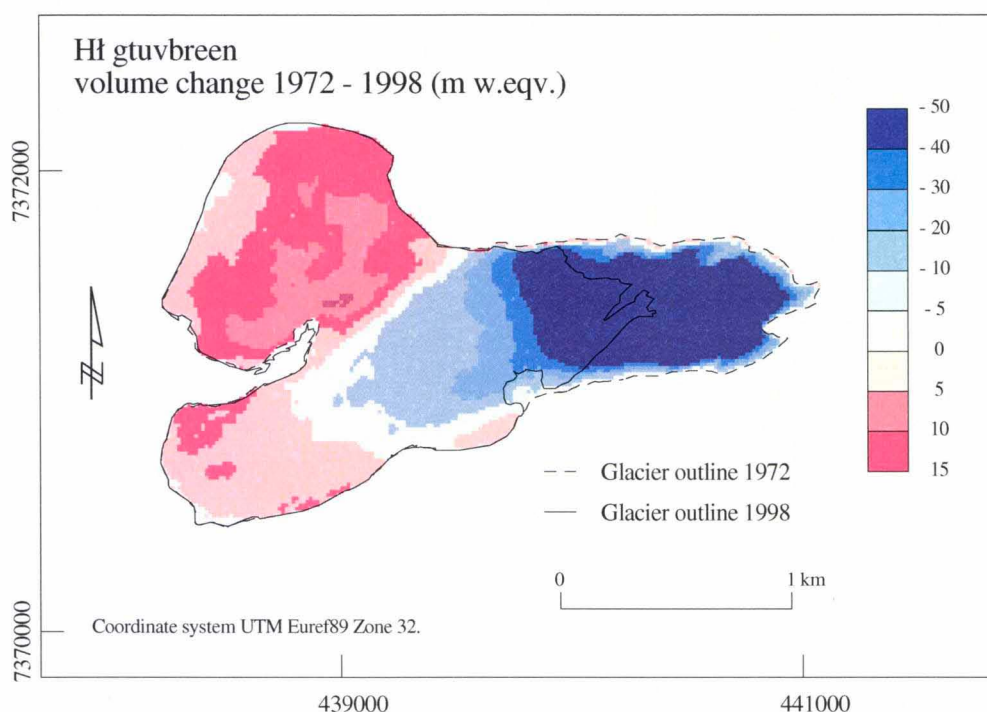 Hł gtuvbreen
volume change 1972 - 1998 (m w.eqv.)
- 50
- 40
- 30
- 20
- 10
- 5
0
5
10
15
7372000
7370000
Glacier outline 1972
Glacier outline 1998
0 1 km
Coordinate system UTM Euref89 Zone 32.
439000 441000